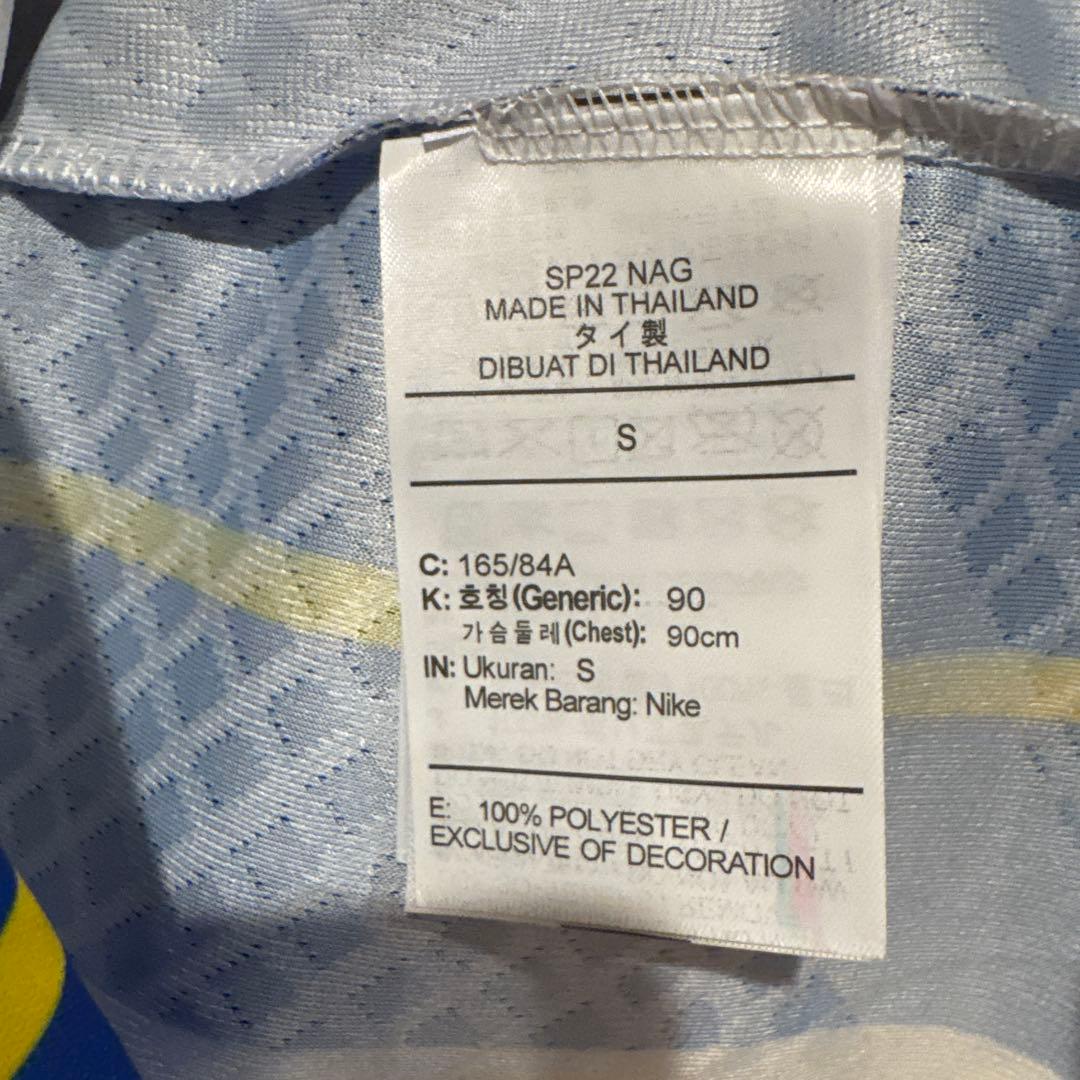 SP22 NAG
MADE IN THAILAND
タイ製
DIBUAT DI THAILAND
S
C: 165/84A
K: 호칭(Generic): 90
가슴둘레(Chest): 90cm
IN: Ukuran: S
Merek Barang: Nike
E: 100% POLYESTER /
EXCLUSIVE OF DECORATION